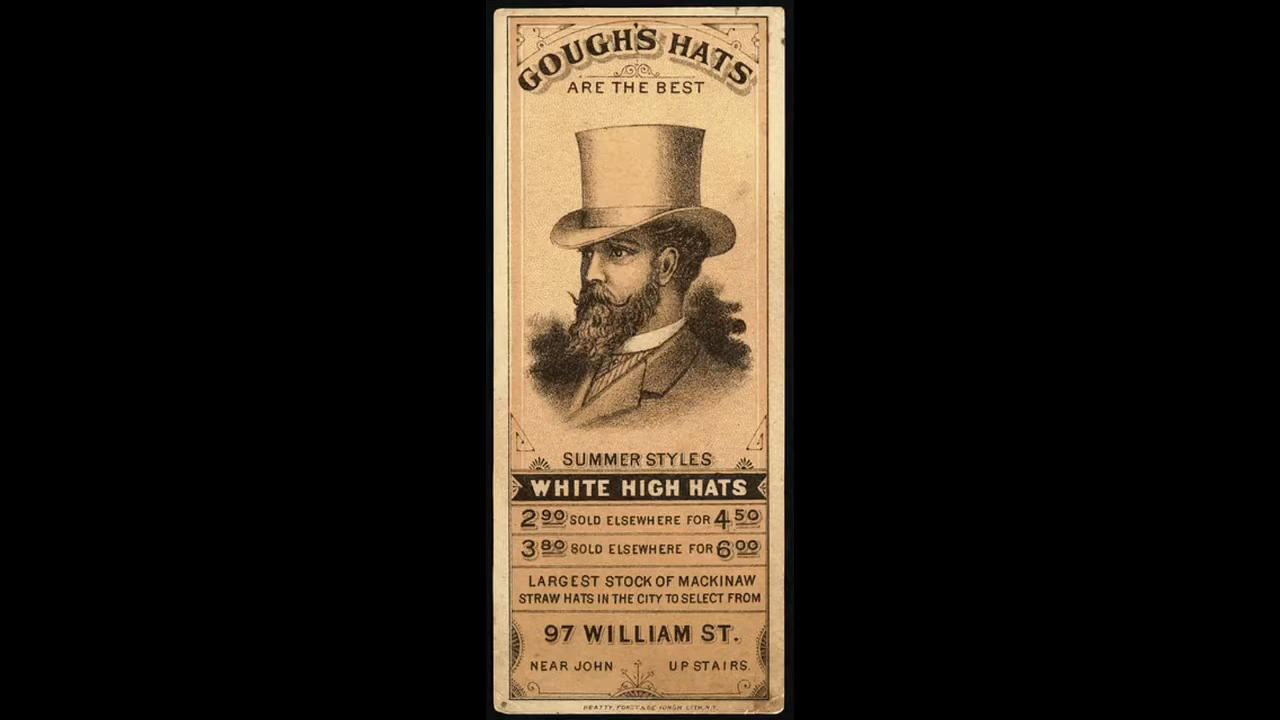 GOUGH'S HATS
ARE THE BEST
SUMMER STYLES
WHITE HIGH HATS
2 90 SOLD ELSEWHERE FOR 4 50
3 80 SOLD ELSEWHERE FOR 6 00
LARGEST STOCK OF MACKINAW
STRAW HATS IN THE CITY TO SELECT FROM
97 WILLIAM ST.
NEAR JOHN UP STAIRS.
LITH. N.Y.